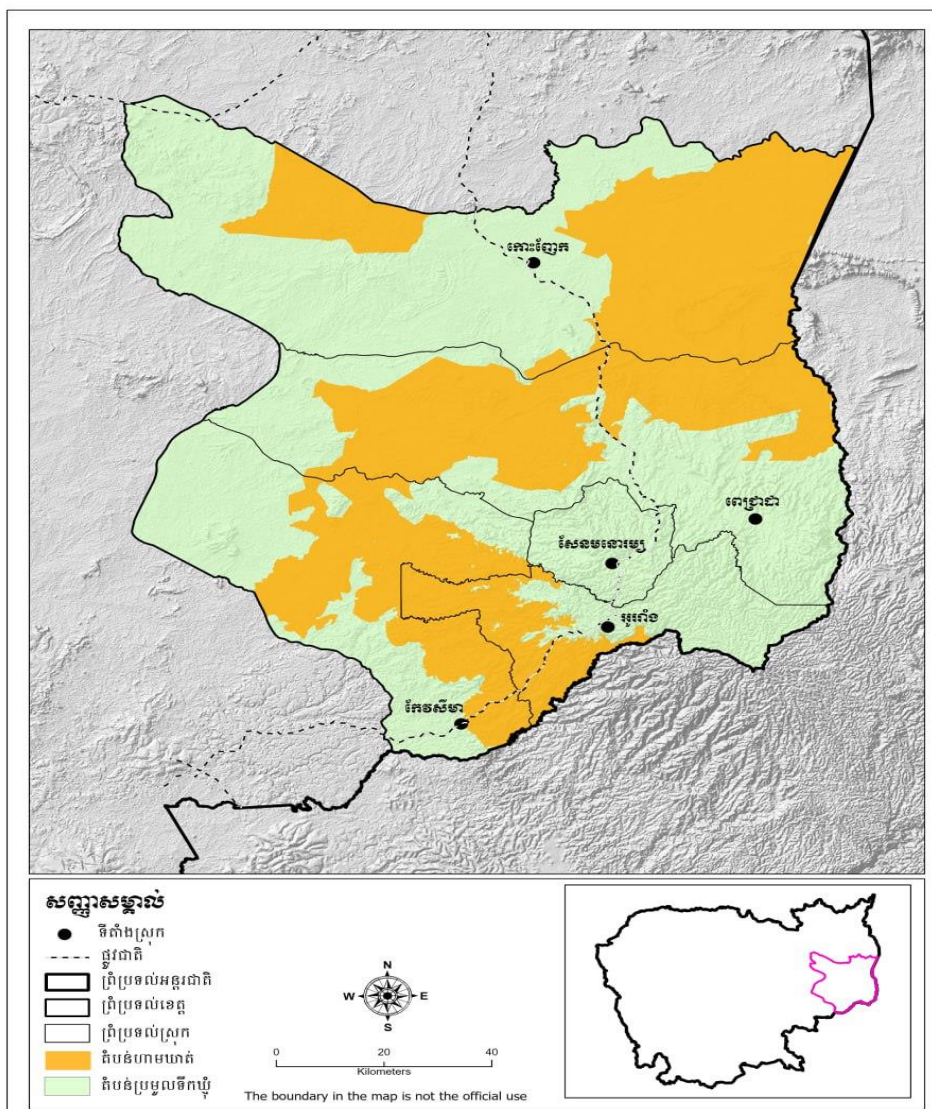 កោះញែក
ពេជ្រាដា
សែនមនោរម្យ
អូររាំង
កែវសីមា
សញ្ញាសម្គាល់
ទីតាំងស្រុក
ផ្លូវជាតិ
ព្រំប្រទល់អន្តរជាតិ
ព្រំប្រទល់ខេត្ត
ព្រំប្រទល់ស្រុក
តំបន់ហាមឃាត់
តំបន់ប្រមូលទឹកឃ្មុំ
N
W E
S
0 20 40
Kilometers
The boundary in the map is not the official use